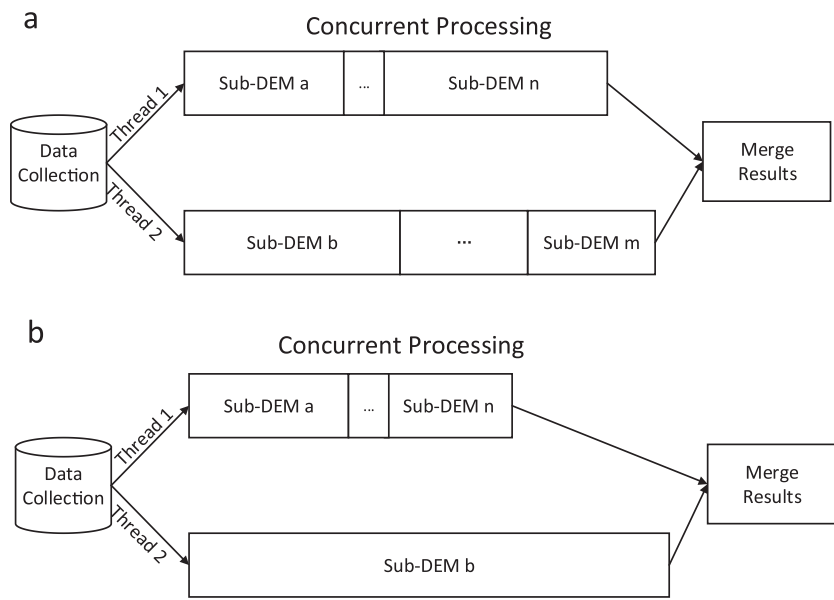 a
Concurrent Processing
Thread 1
Sub-DEM a
...
Sub-DEM n
Data
Collection
Merge
Results
Thread 2
Sub-DEM b
...
Sub-DEM m
b
Concurrent Processing
Thread 1
Sub-DEM a
...
Sub-DEM n
Data
Collection
Merge
Results
Thread 2
Sub-DEM b